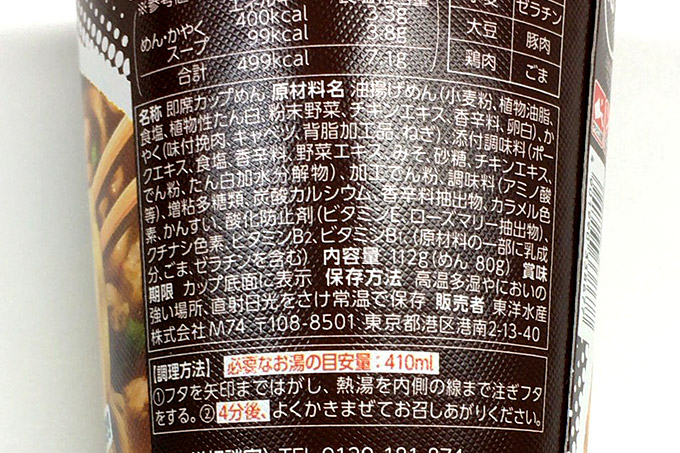 めん・かやく 400kcal 3.3g
スープ 99kcal 3.8g
合計 499kcal 7.1g
ゼラチン
大豆 豚肉
鶏肉 ごま
名称 即席カップめん 原材料名 油揚げめん(小麦粉、植物油脂、
食塩、植物性たん白、粉末野菜、チキンエキス、香辛料、卵白)、か
やく(味付挽肉、キャベツ、背脂加工品、ねぎ)、添付調味料(ポー
クエキス、食塩、香辛料、野菜エキス、みそ、砂糖、チキンエキス、
でん粉、たん白加水分解物)、加工でん粉、調味料(アミノ酸
等)、増粘多糖類、炭酸カルシウム、香辛料抽出物、カラメル色
素、かんすい、酸化防止剤(ビタミンE、ローズマリー抽出物)、
クチナシ色素、ビタミンB2、ビタミンB1、(原材料の一部に乳成
分、ごま、ゼラチンを含む) 内容量 112g(めん 80g) 賞味
期限 カップ底面に表示 保存方法 高温多湿やにおいの
強い場所、直射日光をさけ常温で保存 販売者 東洋水産
株式会社 M74 〒108-8501 東京都港区港南2-13-40
【調理方法】 必要なお湯の目安量：410ml
①フタを矢印まではがし、熱湯を内側の線まで注ぎフタ
をする。② 4分後、よくかきまぜてお召しあがりください。